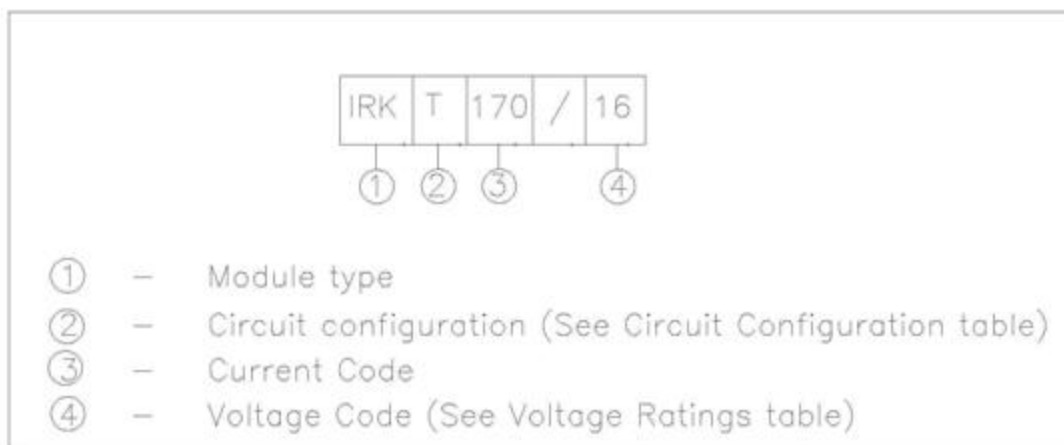 IRK T 170 / 16
① ② ③ ④
① - Module type
② - Circuit configuration (See Circuit Configuration table)
③ - Current Code
④ - Voltage Code (See Voltage Ratings table)